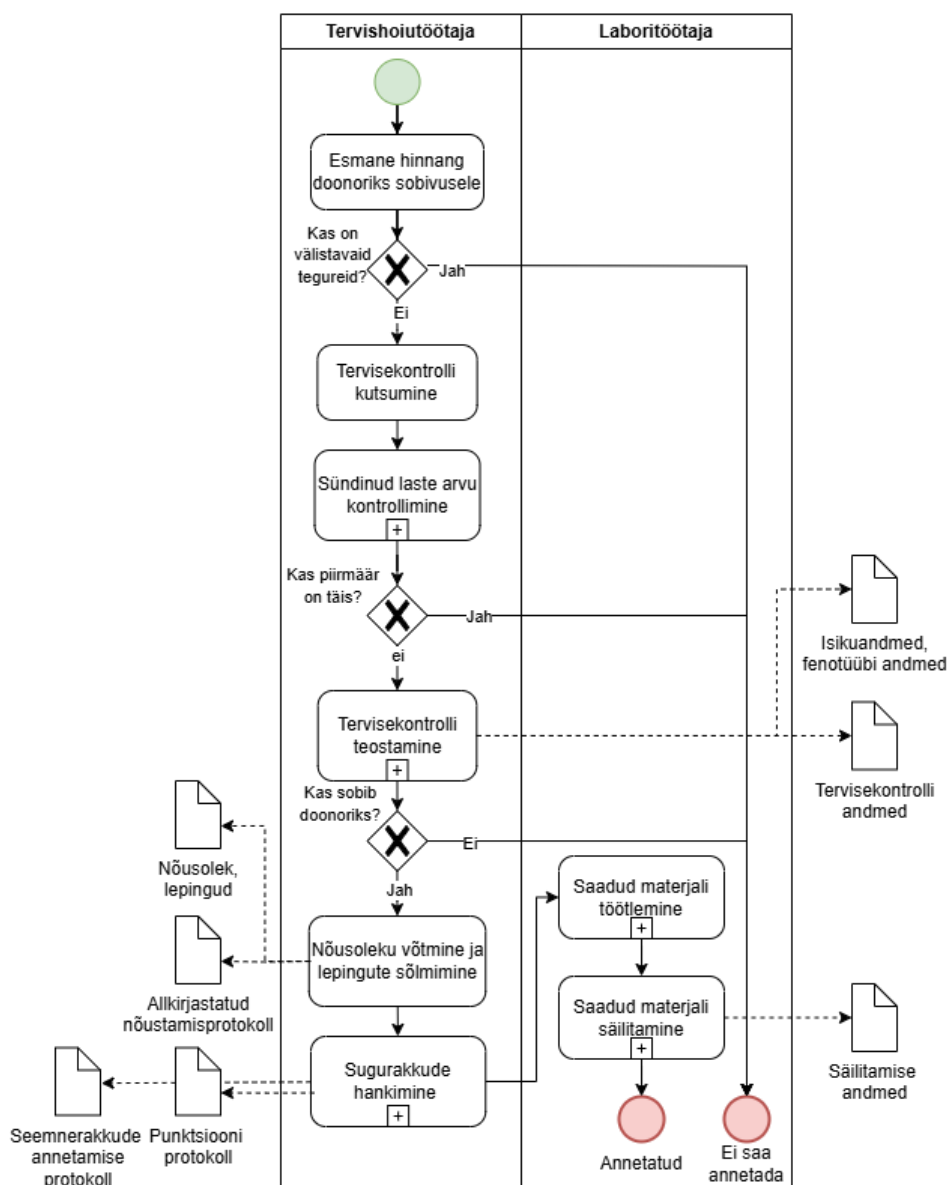 Tervishoiutöötaja
Laboritöötaja
Esmane hinnang
doonoriks sobivusele
Kas on
välistavaid
tegureid?
Jah
Ei
Tervisekontrolli
kutsumine
Sündinud laste arvu
kontrollimine
+
Kas piirmäär
on täis?
Jah
ei
Isikuandmed,
fenotüübi andmed
Tervisekontrolli
teostamine
+
Tervisekontrolli
andmed
Kas sobib
doonoriks?
Ei
Jah
Nõusolek,
lepingud
Saadud materjali
töötlemine
+
Nõusoleku võtmine ja
lepingute sõlmimine
Allkirjastatud
nõustamisprotokoll
Saadud materjali
säilitamine
+
Säilitamise
andmed
Sugurakkude
hankimine
+
Seemnerakkude
annetamise
protokoll
Punktsiooni
protokoll
Annetatud
Ei saa
annetada